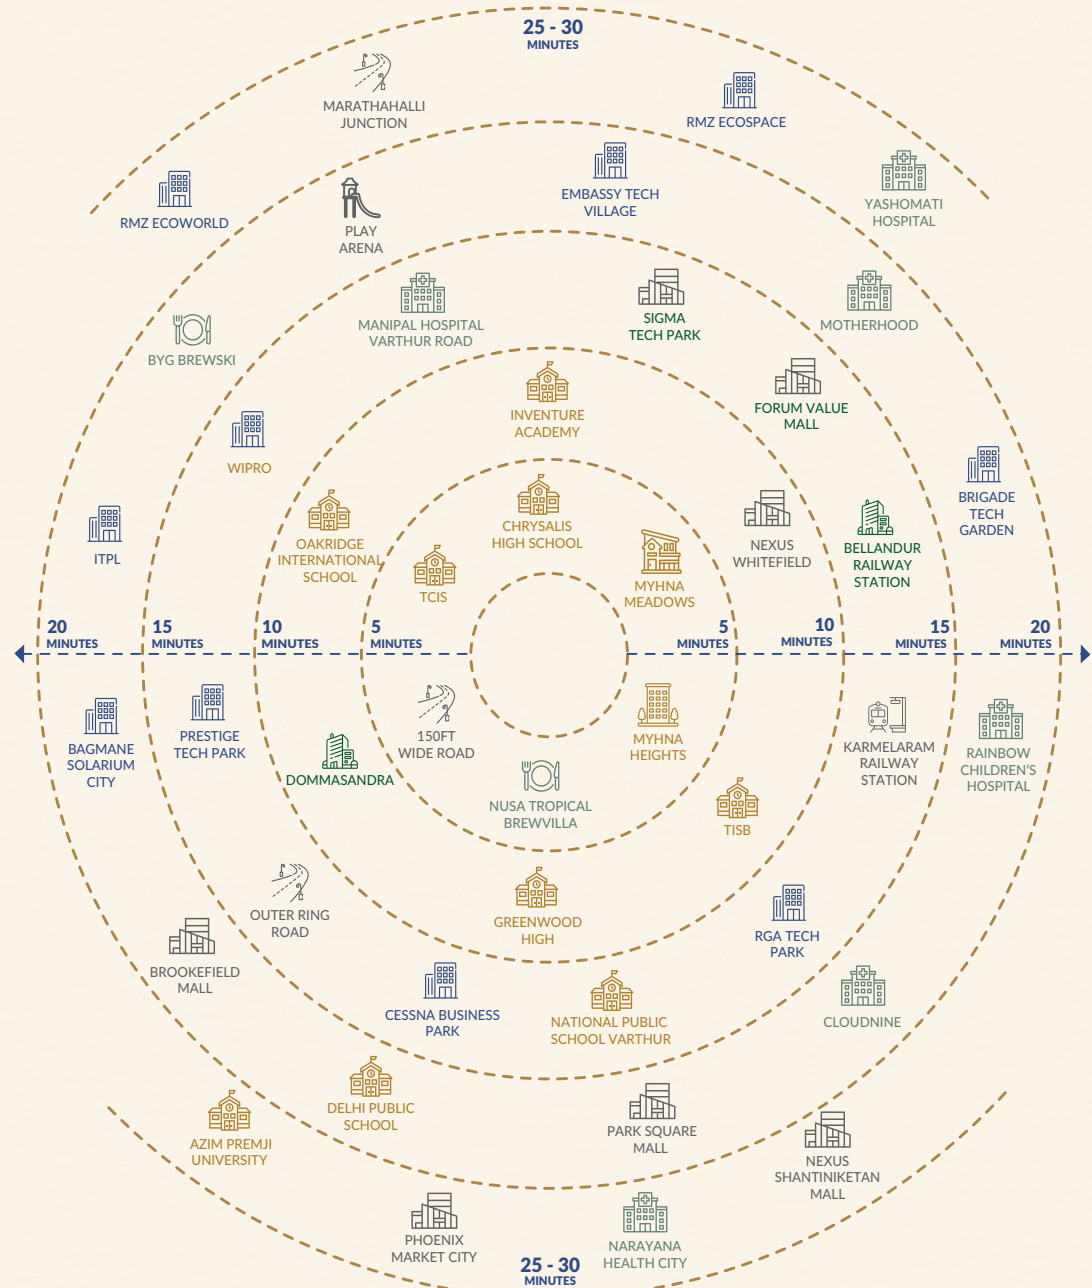 25 - 30
MINUTES
MARATHAHALLI
JUNCTION
RMZ ECOSPACE
RMZ ECOWORLD
PLAY
ARENA
EMBASSY TECH
VILLAGE
YASHOMATI
HOSPITAL
BYG BREWSKI
MANIPAL HOSPITAL
VARTHUR ROAD
SIGMA
TECH PARK
MOTHERHOOD
INVENTURE
ACADEMY
FORUM VALUE
MALL
WIPRO
ITPL
OAKRIDGE
INTERNATIONAL
SCHOOL
TCIS
CHRYSALIS
HIGH SCHOOL
MYHNA
MEADOWS
NEXUS
WHITEFIELD
BELLANDUR
RAILWAY
STATION
BRIGADE
TECH
GARDEN
20
MINUTES
15
MINUTES
10
MINUTES
5
MINUTES
5
MINUTES
10
MINUTES
15
MINUTES
20
MINUTES
BAGMANE
SOLARIUM
CITY
PRESTIGE
TECH PARK
DOMMASANDRA
150FT
WIDE ROAD
NUSA TROPICAL
BREWVILLA
MYHNA
HEIGHTS
TISB
KARMELARAM
RAILWAY
STATION
RAINBOW
CHILDREN'S
HOSPITAL
OUTER RING
ROAD
GREENWOOD
HIGH
RGA TECH
PARK
BROOKEFIELD
MALL
CESSNA BUSINESS
PARK
NATIONAL PUBLIC
SCHOOL VARTHUR
CLOUDNINE
AZIM PREMJI
UNIVERSITY
DELHI PUBLIC
SCHOOL
PARK SQUARE
MALL
NEXUS
SHANTINIKETAN
MALL
PHOENIX
MARKET CITY
NARAYANA
HEALTH CITY
25 - 30
MINUTES